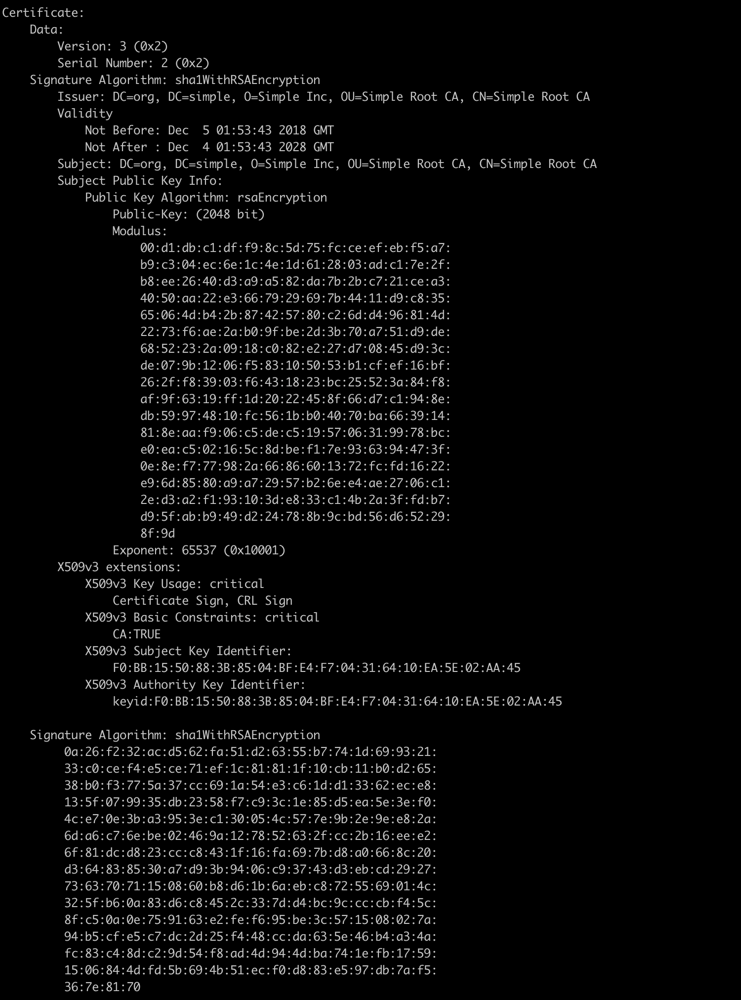 Certificate:
    Data:
        Version: 3 (0x2)
        Serial Number: 2 (0x2)
    Signature Algorithm: sha1WithRSAEncryption
        Issuer: DC=org, DC=simple, O=Simple Inc, OU=Simple Root CA, CN=Simple Root CA
        Validity
            Not Before: Dec  5 01:53:43 2018 GMT
            Not After : Dec  4 01:53:43 2028 GMT
        Subject: DC=org, DC=simple, O=Simple Inc, OU=Simple Root CA, CN=Simple Root CA
        Subject Public Key Info:
            Public Key Algorithm: rsaEncryption
                Public-Key: (2048 bit)
                Modulus:
                    00:d1:db:c1:df:f9:8c:5d:75:fc:ce:ef:eb:f5:a7:
                    b9:c3:04:ec:6e:1c:4e:1d:61:28:03:ad:c1:7e:2f:
                    b8:ee:26:40:d3:a9:a5:82:da:7b:2b:c7:21:ce:a3:
                    40:50:aa:22:e3:66:79:29:69:7b:44:11:d9:c8:35:
                    65:06:4d:b4:2b:87:42:57:80:c2:6d:d4:96:81:4d:
                    22:73:f6:ae:2a:b0:9f:be:2d:3b:70:a7:51:d9:de:
                    68:52:23:2a:09:18:c0:82:e2:27:d7:08:45:d9:3c:
                    de:07:9b:12:06:f5:83:10:50:53:b1:cf:ef:16:bf:
                    26:2f:f8:39:03:f6:43:18:23:bc:25:52:3a:84:f8:
                    af:9f:63:19:ff:1d:20:22:45:8f:66:d7:c1:94:8e:
                    db:59:97:48:10:fc:56:1b:b0:40:70:ba:66:39:14:
                    81:8e:aa:f9:06:c5:de:c5:19:57:06:31:99:78:bc:
                    e0:ea:c5:02:16:5c:8d:be:f1:7e:93:63:94:47:3f:
                    0e:8e:f7:77:98:2a:66:86:60:13:72:fc:fd:16:22:
                    e9:6d:85:80:a9:a7:29:57:b2:6e:e4:ae:27:06:c1:
                    2e:d3:a2:f1:93:10:3d:e8:33:c1:4b:2a:3f:fd:b7:
                    d9:5f:ab:b9:49:d2:24:78:8b:9c:bd:56:d6:52:29:
                    8f:9d
                Exponent: 65537 (0x10001)
        X509v3 extensions:
            X509v3 Key Usage: critical
                Certificate Sign, CRL Sign
            X509v3 Basic Constraints: critical
                CA:TRUE
            X509v3 Subject Key Identifier:
                F0:BB:15:50:88:3B:85:04:BF:E4:F7:04:31:64:10:EA:5E:02:AA:45
            X509v3 Authority Key Identifier:
                keyid:F0:BB:15:50:88:3B:85:04:BF:E4:F7:04:31:64:10:EA:5E:02:AA:45

    Signature Algorithm: sha1WithRSAEncryption
         0a:26:f2:32:ac:d5:62:fa:51:d2:63:55:b7:74:1d:69:93:21:
         33:c0:ce:f4:e5:ce:71:ef:1c:81:81:1f:10:cb:11:b0:d2:65:
         38:b0:f3:77:5a:37:cc:69:1a:54:e3:c6:1d:d1:33:62:ec:e8:
         13:5f:07:99:35:db:23:58:f7:c9:3c:1e:85:d5:ea:5e:3e:f0:
         4c:e7:0e:3b:a3:95:3e:c1:30:05:4c:57:7e:9b:2e:9e:e8:2a:
         6d:a6:c7:6e:be:02:46:9a:12:78:52:63:2f:cc:2b:16:ee:e2:
         6f:81:dc:d8:23:cc:c8:43:1f:16:fa:69:7b:d8:a0:66:8c:20:
         d3:64:83:85:30:a7:d9:3b:94:06:c9:37:43:d3:eb:cd:29:27:
         73:63:70:71:15:08:60:b8:d6:1b:6a:eb:c8:72:55:69:01:4c:
         32:5f:b6:0a:83:d6:c8:45:2c:33:7d:d4:bc:9c:cc:cb:f4:5c:
         8f:c5:0a:0e:75:91:63:e2:fe:f6:95:be:3c:57:15:08:02:7a:
         94:b5:cf:e5:c7:dc:2d:25:f4:48:cc:da:63:5e:46:b4:a3:4a:
         fc:83:c4:8d:c2:9d:54:f8:ad:4d:94:4d:ba:74:1e:fb:17:59:
         15:06:84:4d:fd:5b:69:4b:51:ec:f0:d8:83:e5:97:db:7a:f5:
         36:7e:81:70